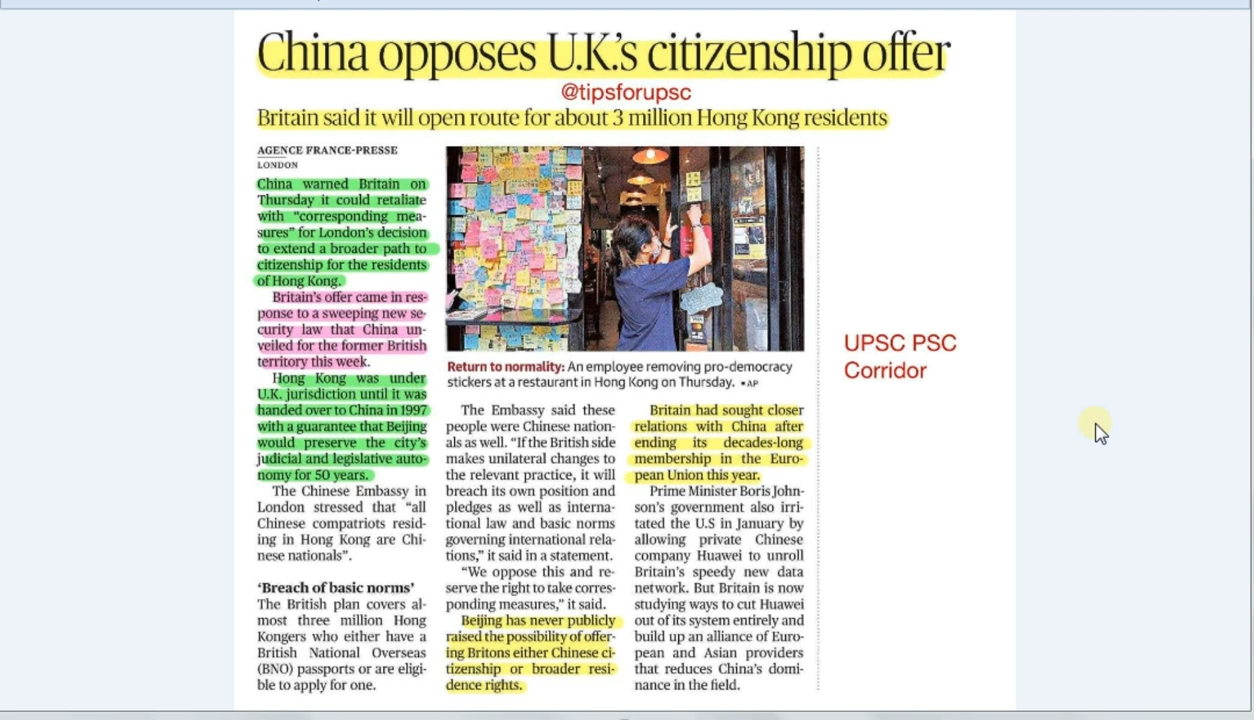 China opposes U.K.'s citizenship offer
@tipsforupsc
Britain said it will open route for about 3 million Hong Kong residents
AGENCE FRANCE-PRESSE
LONDON
China warned Britain on
Thursday it could retaliate
with “corresponding mea-
sures” for London's decision
to extend a broader path to
citizenship for the residents
of Hong Kong.
Britain's offer came in res-
ponse to a sweeping new se-
curity law that China un-
veiled for the former British
territory this week.
Hong Kong was under
U.K. jurisdiction until it was
handed over to China in 1997
with a guarantee that Beijing
would preserve the city's
judicial and legislative auto-
nomy for 50 years.
The Chinese Embassy in
London stressed that “all
Chinese compatriots resid-
ing in Hong Kong are Chi-
nese nationals”.
‘Breach of basic norms’
The British plan covers al-
most three million Hong
Kongers who either have a
British National Overseas
(BNO) passports or are eligi-
ble to apply for one.
Return to normality: An employee removing pro-democracy
stickers at a restaurant in Hong Kong on Thursday. • AP
The Embassy said these
people were Chinese nation-
als as well. “If the British side
makes unilateral changes to
the relevant practice, it will
breach its own position and
pledges as well as interna-
tional law and basic norms
governing international rela-
tions,” it said in a statement.
“We oppose this and re-
serve the right to take corres-
ponding measures,” it said.
Beijing has never publicly
raised the possibility of offer-
ing Britons either Chinese ci-
tizenship or broader resi-
dence rights.
Britain had sought closer
relations with China after
ending its decades-long
membership in the Euro-
pean Union this year.
Prime Minister Boris John-
son's government also irri-
tated the U.S in January by
allowing private Chinese
company Huawei to unroll
Britain's speedy new data
network. But Britain is now
studying ways to cut Huawei
out of its system entirely and
build up an alliance of Euro-
pean and Asian providers
that reduces China's domi-
nance in the field.
UPSC PSC
Corridor